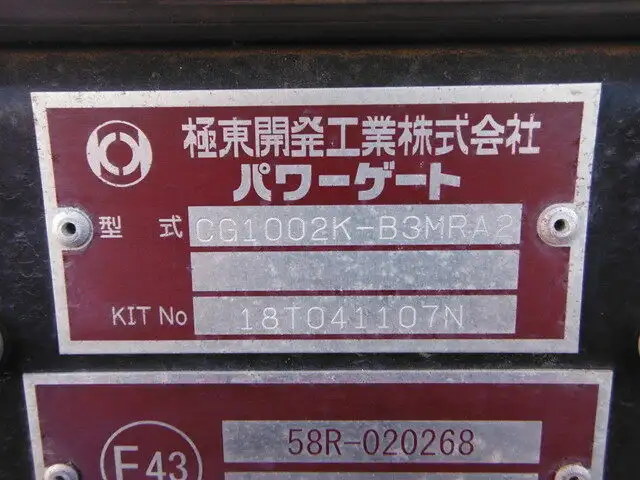 極東開発工業株式会社
パワーゲート
型式 CG1002K-B3MRA2
KIT No 18T041107N
E43 58R-020268